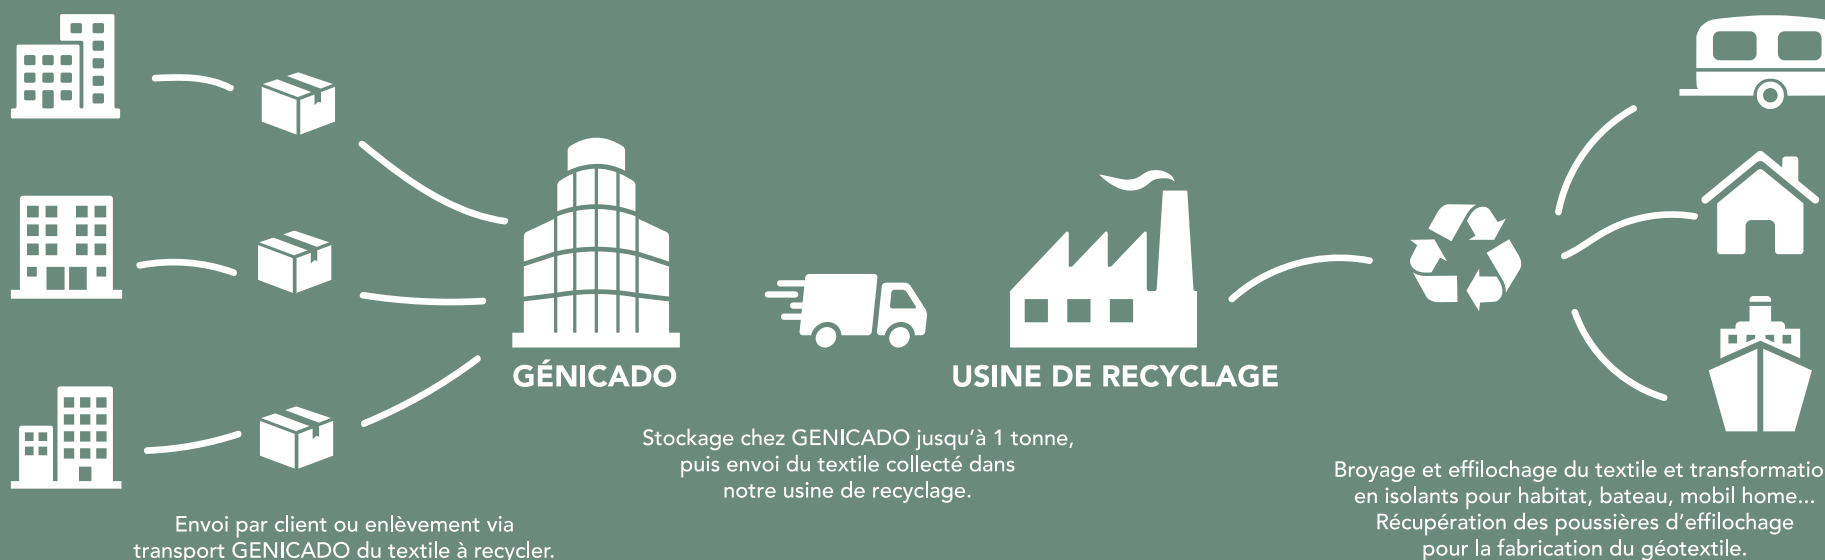 GÉNICADO
USINE DE RECYCLAGE
Envoi par client ou enlèvement via
transport GENICADO du textile à recycler.
Stockage chez GENICADO jusqu'à 1 tonne,
puis envoi du textile collecté dans
notre usine de recyclage.
Broyage et effilochage du textile et transformatio
en isolants pour habitat, bateau, mobil home...
Récupération des poussières d'effilochage
pour la fabrication du géotextile.